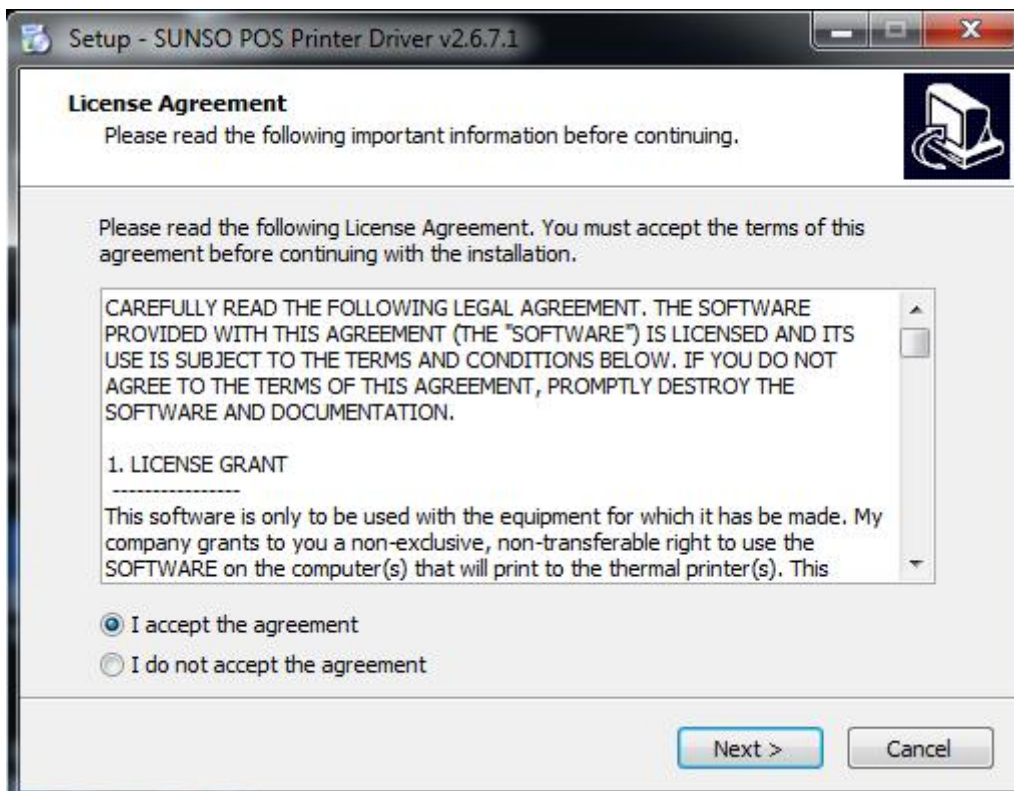 Setup - SUNSO POS Printer Driver v2.6.7.1
License Agreement
Please read the following important information before continuing.
Please read the following License Agreement. You must accept the terms of this
agreement before continuing with the installation.
CAREFULLY READ THE FOLLOWING LEGAL AGREEMENT. THE SOFTWARE
PROVIDED WITH THIS AGREEMENT (THE "SOFTWARE") IS LICENSED AND ITS
USE IS SUBJECT TO THE TERMS AND CONDITIONS BELOW. IF YOU DO NOT
AGREE TO THE TERMS OF THIS AGREEMENT, PROMPTLY DESTROY THE
SOFTWARE AND DOCUMENTATION.
1. LICENSE GRANT
----------------
This software is only to be used with the equipment for which it has be made. My
company grants to you a non-exclusive, non-transferable right to use the
SOFTWARE on the computer(s) that will print to the thermal printer(s). This
I accept the agreement
I do not accept the agreement
Next >
Cancel